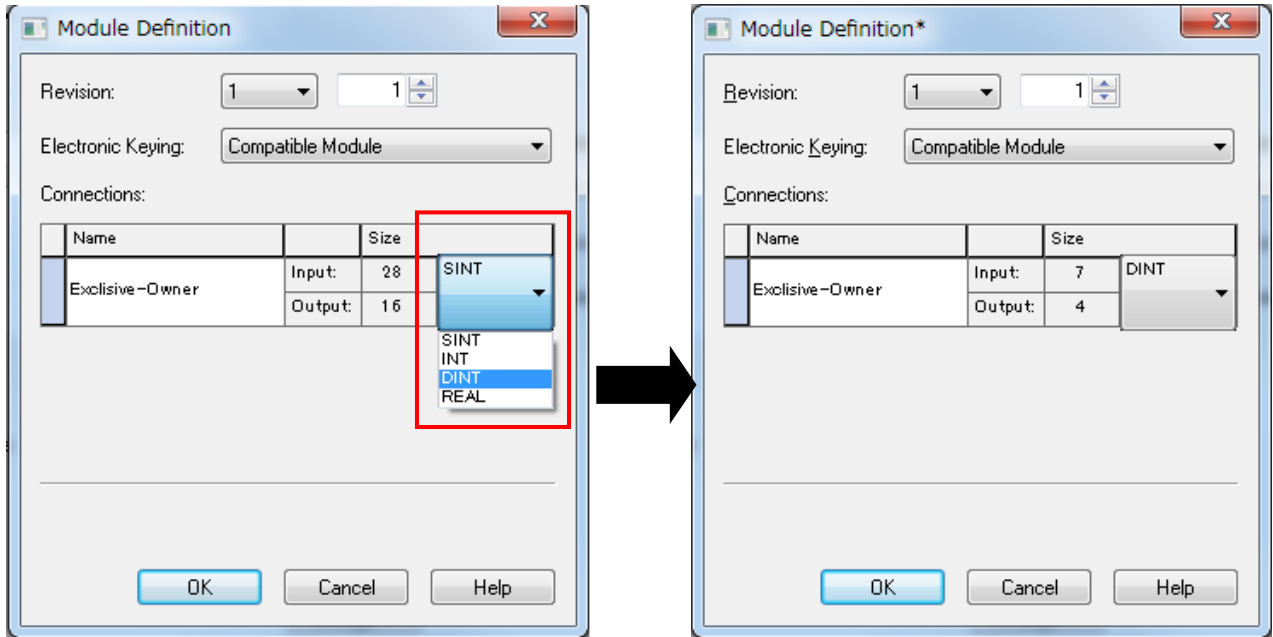 Module Definition
Revision:
1
1
Electronic Keying:
Compatible Module
Connections:
Name
Size
Exclisive-Owner
Input:
28
SINT
Output:
16
SINT
INT
DINT
REAL
OK
Cancel
Help
Module Definition*
Revision:
1
1
Electronic Keying:
Compatible Module
Connections:
Name
Size
Exclisive-Owner
Input:
7
DINT
Output:
4
OK
Cancel
Help